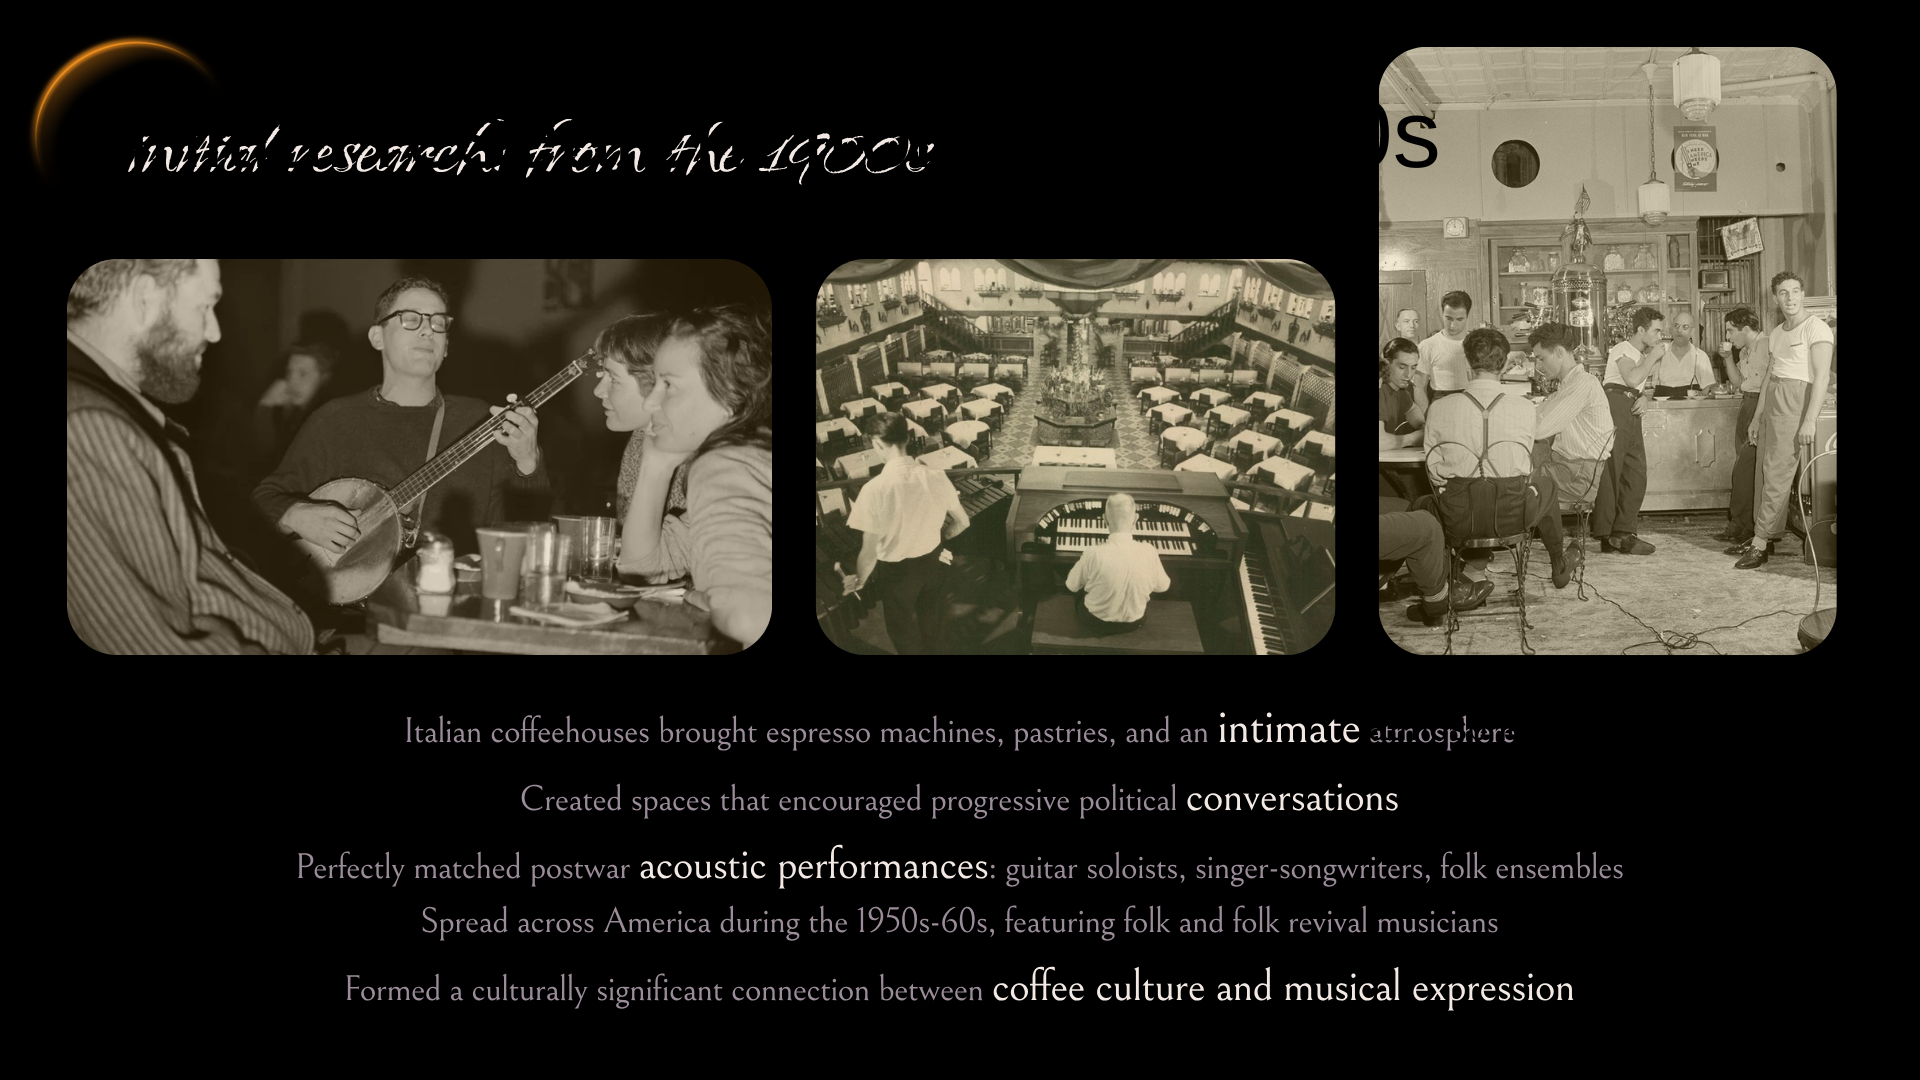 initial research: from the 1900s
0s
Italian coffeehouses brought espresso machines, pastries, and an intimate atmosphere
Created spaces that encouraged progressive political conversations
Perfectly matched postwar acoustic performances: guitar soloists, singer-songwriters, folk ensembles
Spread across America during the 1950s-60s, featuring folk and folk revival musicians
Formed a culturally significant connection between coffee culture and musical expression